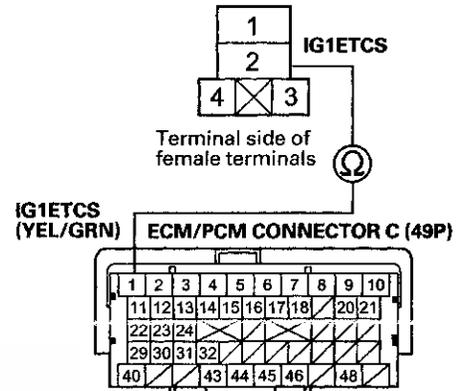 1
IG1ETCS
2
4 3
Terminal side of
female terminals
Ω
IG1ETCS
(YEL/GRN) ECM/PCM CONNECTOR C (49P)
1 2 3 4 5 6 7 8 9 10
11 12 13 14 15 16 17 18 20 21
22 23 24
29 30 31 32
40 43 44 45 46 48